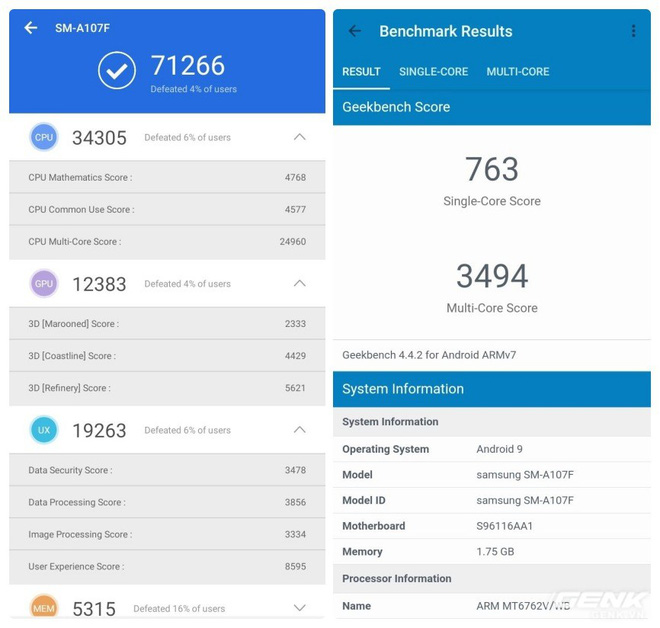 SM-A107F
71266
Defeated 4% of users
CPU 34305 Defeated 6% of users
CPU Mathematics Score : 4768
CPU Common Use Score : 4577
CPU Multi-Core Score : 24960
GPU 12383 Defeated 4% of users
3D [Marooned] Score : 2333
3D [Coastline] Score : 4429
3D [Refinery] Score : 5621
UX 19263 Defeated 6% of users
Data Security Score : 3478
Data Processing Score : 3856
Image Processing Score : 3334
User Experience Score : 8595
MEM 5315 Defeated 16% of users
Benchmark Results
RESULT SINGLE-CORE MULTI-CORE
Geekbench Score
763
Single-Core Score
3494
Multi-Core Score
Geekbench 4.4.2 for Android ARMv7
System Information
System Information
Operating System Android 9
Model samsung SM-A107F
Model ID samsung SM-A107F
Motherboard S96116AA1
Memory 1.75 GB
Processor Information
Name ARM MT6762V/WB
GENK
GENK.VN